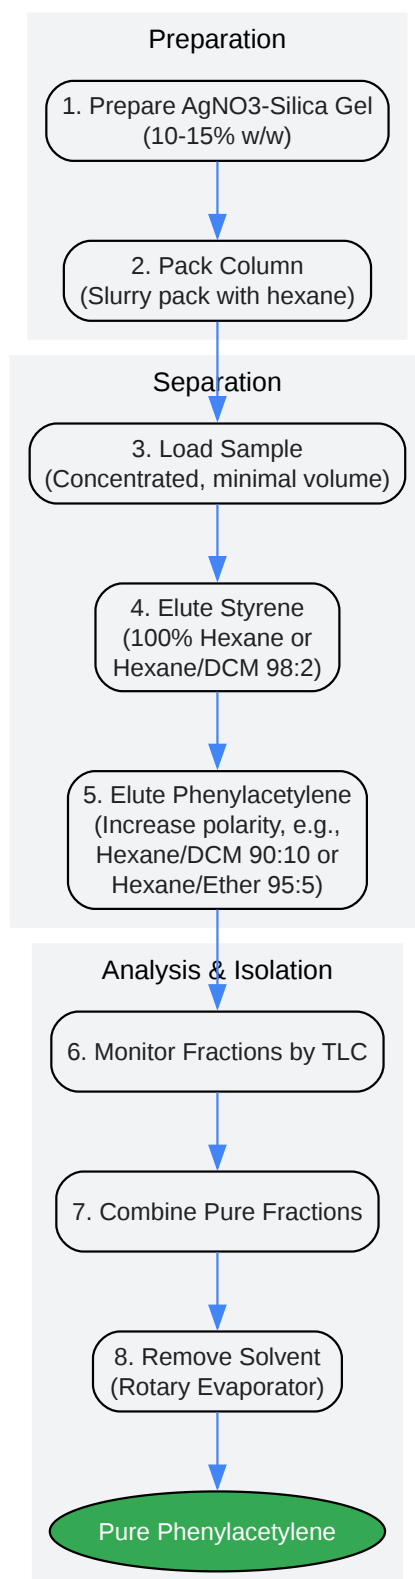 Preparation
1. Prepare AgNO3-Silica Gel
(10-15% w/w)
2. Pack Column
(Slurry pack with hexane)
Separation
3. Load Sample
(Concentrated, minimal volume)
4. Elute Styrene
(100% Hexane or
Hexane/DCM 98:2)
5. Elute Phenylacetylene
(Increase polarity, e.g.,
Hexane/DCM 90:10 or
Hexane/Ether 95:5)
Analysis & Isolation
6. Monitor Fractions by TLC
7. Combine Pure Fractions
8. Remove Solvent
(Rotary Evaporator)
Pure Phenylacetylene